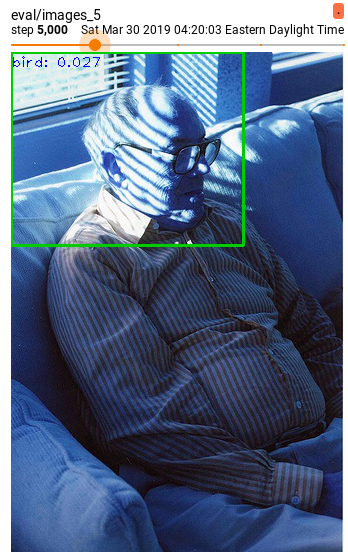 eval/images_5
step 5,000 Sat Mar 30 2019 04:20:03 Eastern Daylight Time
bird: 0.027